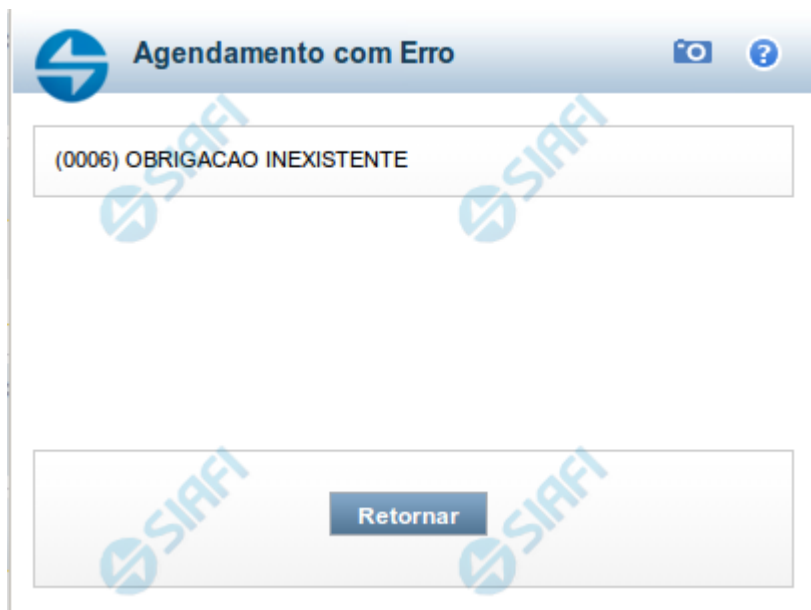 Agendamento com Erro
(0006) OBRIGACAO INEXISTENTE
SIAFI
SIAFI
Retornar
SIAFI
SIAFI